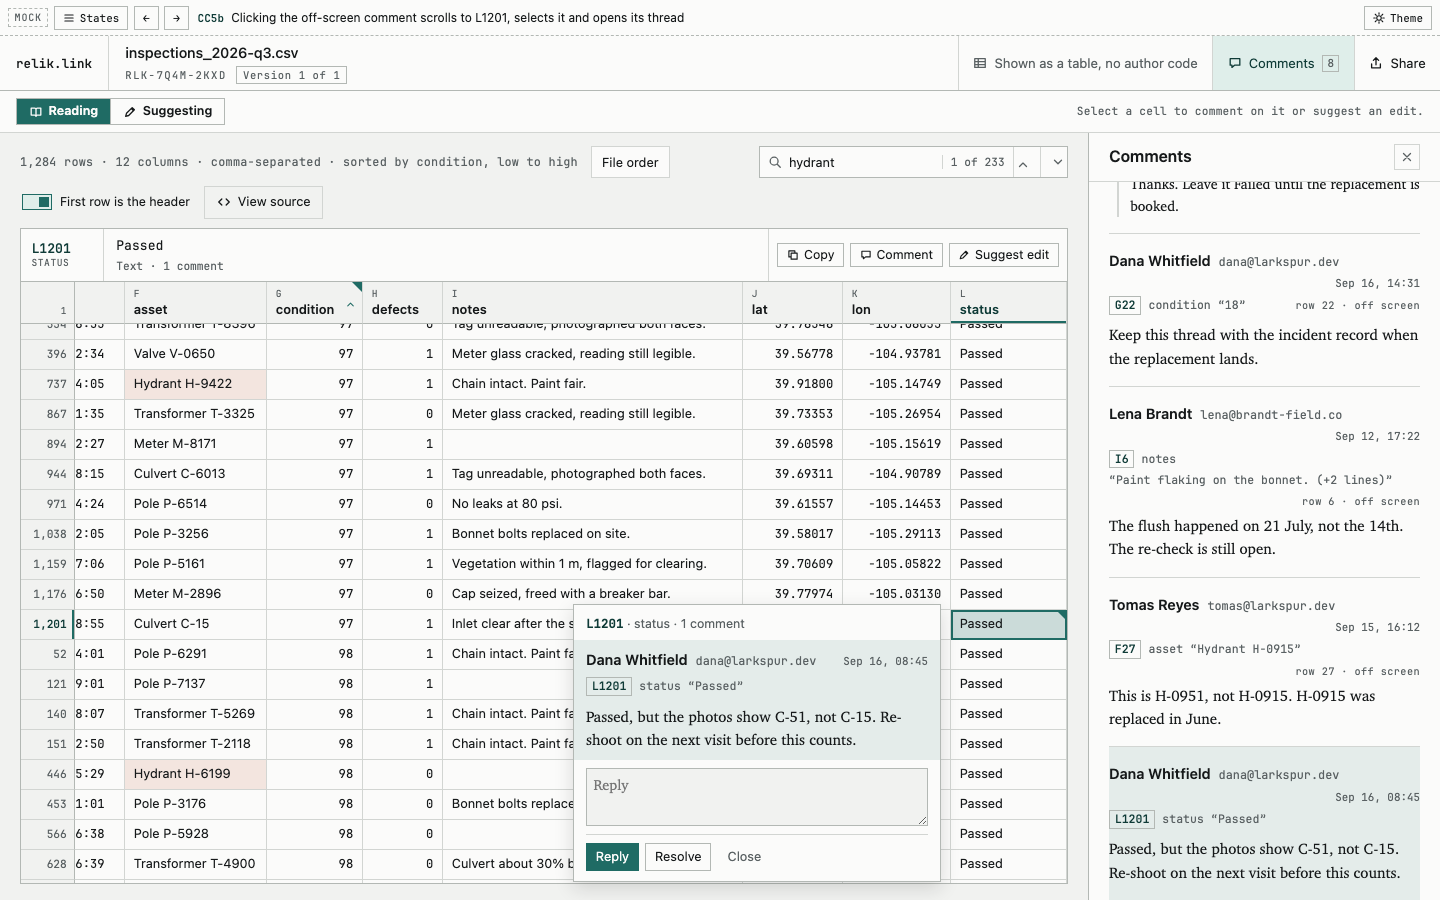 MOCK States ← → CC5b Clicking the off-screen comment scrolls to L1201, selects it and opens its thread Theme
relik.link
inspections_2026-q3.csv
RLK-7Q4M-2KXD Version 1 of 1
Shown as a table, no author code Comments 8 Share
Reading Suggesting
Select a cell to comment on it or suggest an edit.
1,284 rows · 12 columns · comma-separated · sorted by condition, low to high File order
hydrant 1 of 233
First row is the header View source
L1201
STATUS
Passed
Text · 1 comment
Copy Comment Suggest edit
F G H I J K L
1 asset condition defects notes lat lon status
396 2:34 Valve V-0650 97 1 Meter glass cracked, reading still legible. 39.56778 -104.93781 Passed
737 4:05 Hydrant H-9422 97 1 Chain intact. Paint fair. 39.91800 -105.14749 Passed
867 1:35 Transformer T-3325 97 0 Meter glass cracked, reading still legible. 39.73353 -105.26954 Passed
894 2:27 Meter M-8171 97 1 39.60598 -105.15619 Passed
944 8:15 Culvert C-6013 97 1 Tag unreadable, photographed both faces. 39.69311 -104.90789 Passed
971 4:24 Pole P-6514 97 0 No leaks at 80 psi. 39.61557 -105.14453 Passed
1,038 2:05 Pole P-3256 97 0 Bonnet bolts replaced on site. 39.58017 -105.29113 Passed
1,159 7:06 Pole P-5161 97 1 Vegetation within 1 m, flagged for clearing. 39.70609 -105.05822 Passed
1,176 6:50 Meter M-2896 97 0 Cap seized, freed with a breaker bar. 39.77974 -105.03130 Passed
1,201 8:55 Culvert C-15 97 1 Inlet clear after the s Passed
52 4:01 Pole P-6291 98 1 Chain intact. Paint fa Passed
121 9:01 Pole P-7137 98 1 Passed
140 8:07 Transformer T-5269 98 1 Chain intact. Paint fa Passed
151 2:50 Transformer T-2118 98 1 Chain intact. Paint fa Passed
446 5:29 Hydrant H-6199 98 0 Passed
453 1:01 Pole P-3176 98 0 Bonnet bolts replace Passed
566 6:38 Pole P-5928 98 0 Passed
628 6:39 Transformer T-4900 98 0 Culvert about 30% b Passed
L1201 · status · 1 comment
Dana Whitfield dana@larkspur.dev Sep 16, 08:45
L1201 status “Passed”
Passed, but the photos show C-51, not C-15. Re-
shoot on the next visit before this counts.
Reply
Reply Resolve Close
Comments
Thanks. Leave it Failed until the replacement is
booked.
Dana Whitfield dana@larkspur.dev
Sep 16, 14:31
G22 condition “18” row 22 · off screen
Keep this thread with the incident record when
the replacement lands.
Lena Brandt lena@brandt-field.co
Sep 12, 17:22
I6 notes
“Paint flaking on the bonnet. (+2 lines)”
row 6 · off screen
The flush happened on 21 July, not the 14th.
The re-check is still open.
Tomas Reyes tomas@larkspur.dev
Sep 15, 16:12
F27 asset “Hydrant H-0915”
row 27 · off screen
This is H-0951, not H-0915. H-0915 was
replaced in June.
Dana Whitfield dana@larkspur.dev
Sep 16, 08:45
L1201 status “Passed”
Passed, but the photos show C-51, not C-15.
Re-shoot on the next visit before this counts.